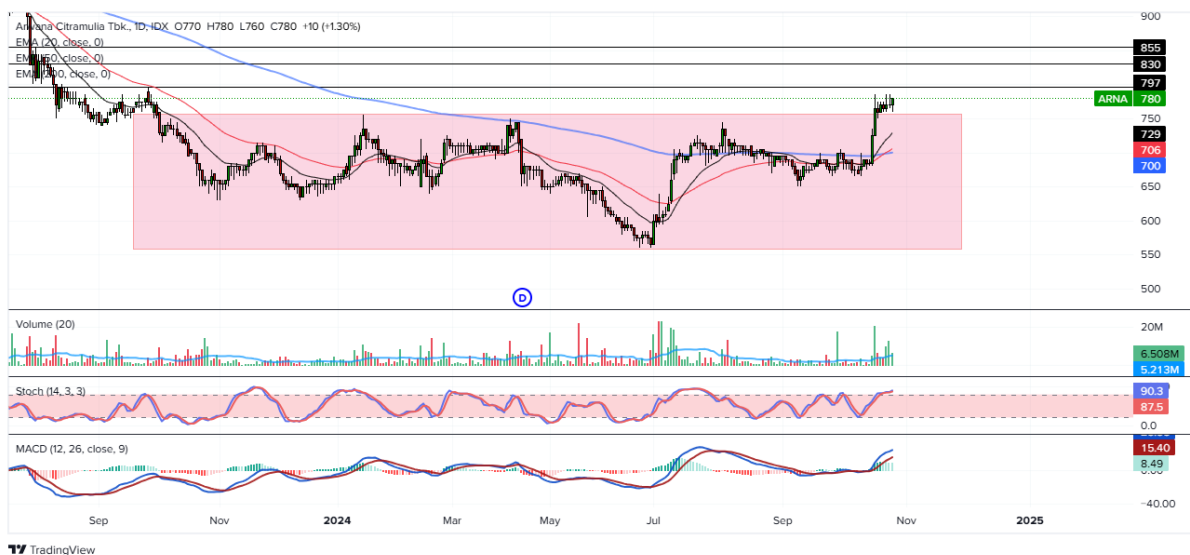 Arwana Citramulia Tbk., 1D, IDX O770 H780 L760 C780 +10 (+1.30%)
EMA (20, close, 0)
EMA (50, close, 0)
EMA (200, close, 0)
900
855
830
797
ARNA 780
750
729
706
700
650
600
550
500
D
Volume (20)
20M
6.508M
5.213M
Stoch (14, 3, 3)
90.3
87.5
0.0
MACD (12, 26, close, 9)
15.40
8.49
−40.00
Sep Nov 2024 Mar May Jul Sep Nov 2025
TradingView